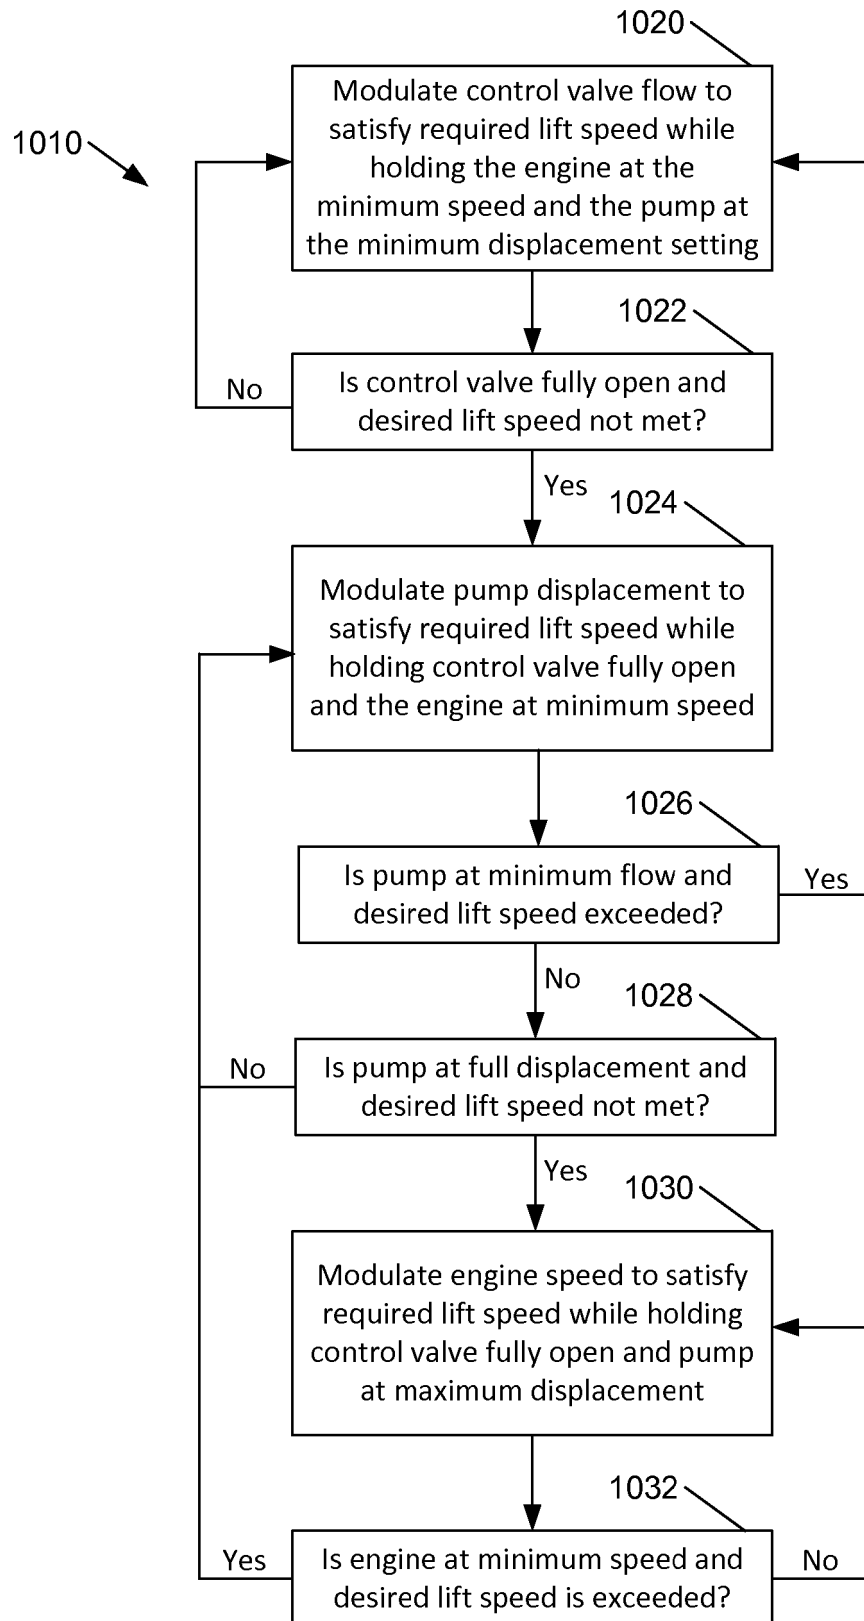 1020
Modulate control valve flow to
satisfy required lift speed while
holding the engine at the
minimum speed and the pump at
the minimum displacement setting
1010
1022
Is control valve fully open and
desired lift speed not met?
No
Yes
1024
Modulate pump displacement to
satisfy required lift speed while
holding control valve fully open
and the engine at minimum speed
1026
Is pump at minimum flow and
desired lift speed exceeded?
Yes
No
1028
Is pump at full displacement and
desired lift speed not met?
No
Yes
1030
Modulate engine speed to satisfy
required lift speed while holding
control valve fully open and pump
at maximum displacement
1032
Is engine at minimum speed and
desired lift speed is exceeded?
Yes
No